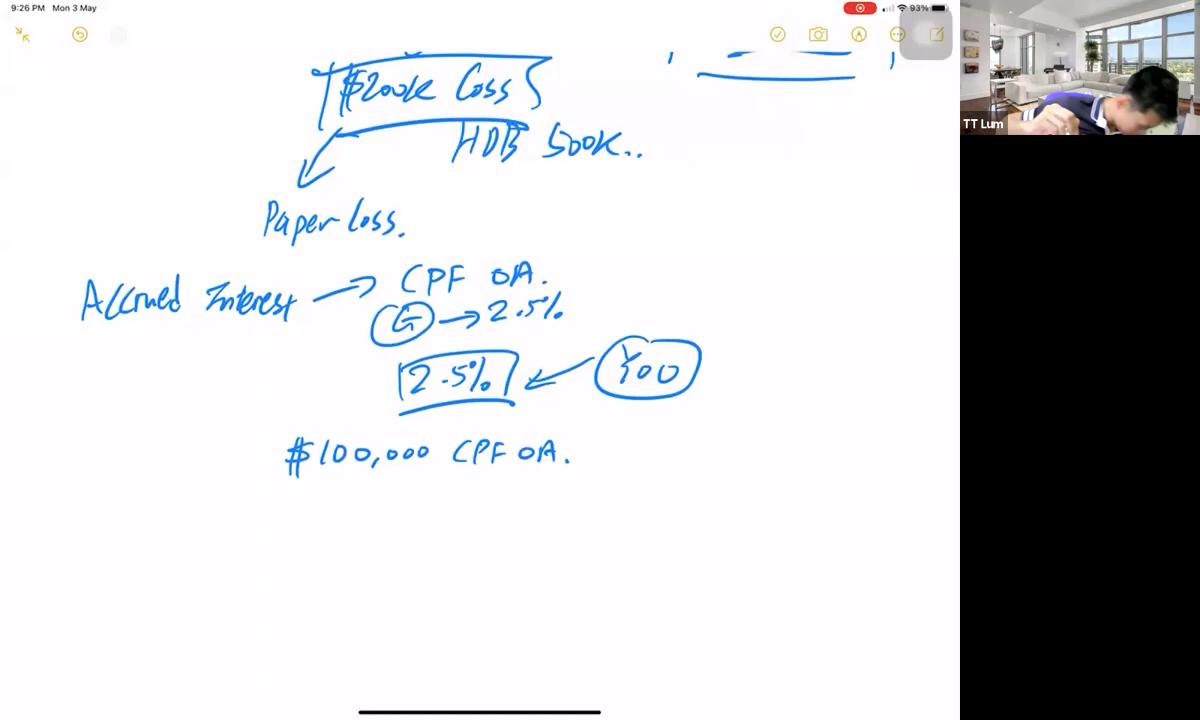 9:26 PM Mon 3 May
93%
$200k Loss
HDB 500K..
Paper loss.
Accrued Interest → CPF OA.
G → 2.5%
2.5% ← You
$100,000 CPF OA.
TT Lum